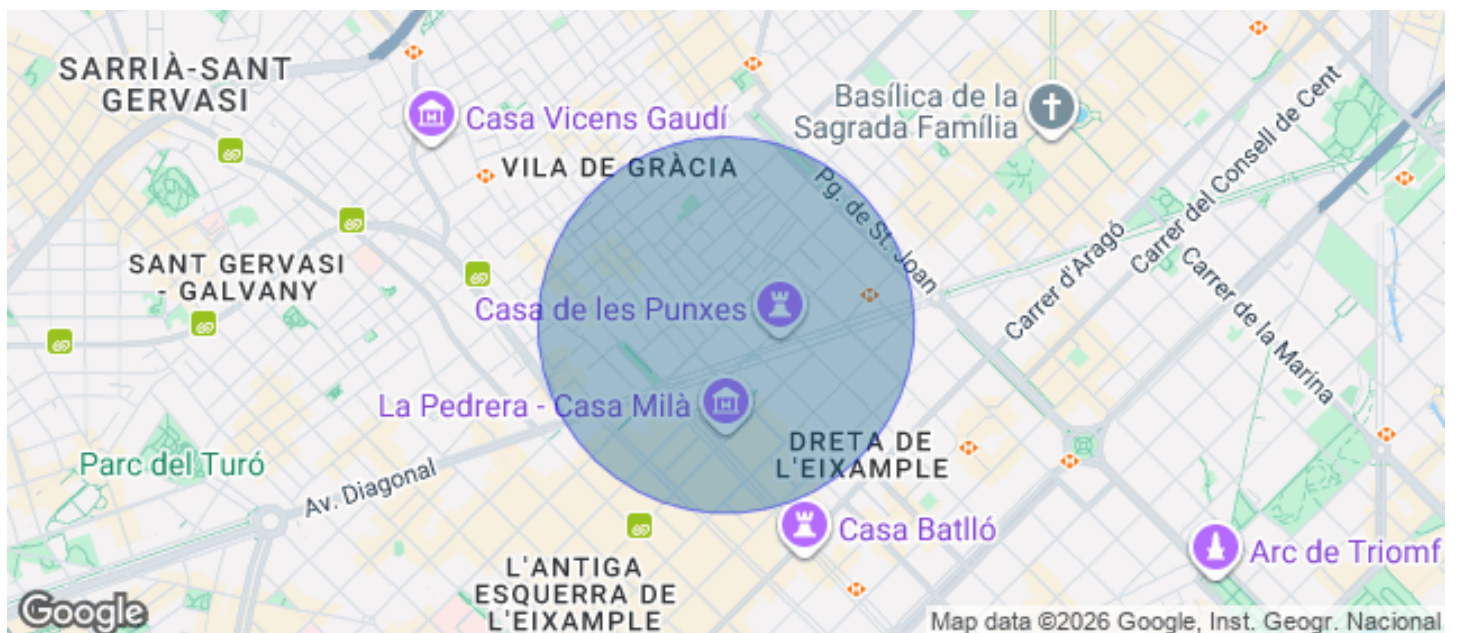 SARRIÀ-SANT
GERVASI
Casa Vicens Gaudí
Basílica de la
Sagrada Família
VILA DE GRÀCIA
Pg. de St. Joan
Carrer d'Aragó
Carrer del Consell de Cent
Carrer de la Marina
SANT GERVASI
- GALVANY
Casa de les Punxes
La Pedrera - Casa Milà
DRETA DE
L'EIXAMPLE
Parc del Turó
Av. Diagonal
Casa Batlló
Arc de Triomf
L'ANTIGA
ESQUERRA DE
L'EIXAMPLE
Google
Map data ©2026 Google, Inst. Geogr. Nacional